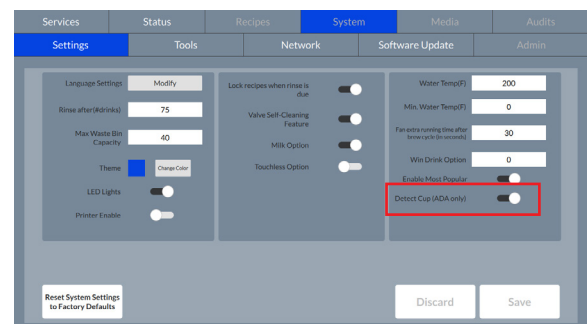 Services Status Recipes System Media Audits
Settings Tools Network Software Update Admin
Language Settings Modify
Rinse after(#drinks) 75
Max Waste Bin
Capacity
40
Theme Change Color
LED Lights
Printer Enable
Lock recipes when rinse is
due
Valve Self-Cleaning
Feature
Milk Option
Touchless Option
Water Temp(F) 200
Min. Water Temp(F) 0
Fan extra running time after
brew cycle (in seconds)
30
Win Drink Option 0
Enable Most Popular
Detect Cup (ADA only)
Reset System Settings
to Factory Defaults
Discard Save